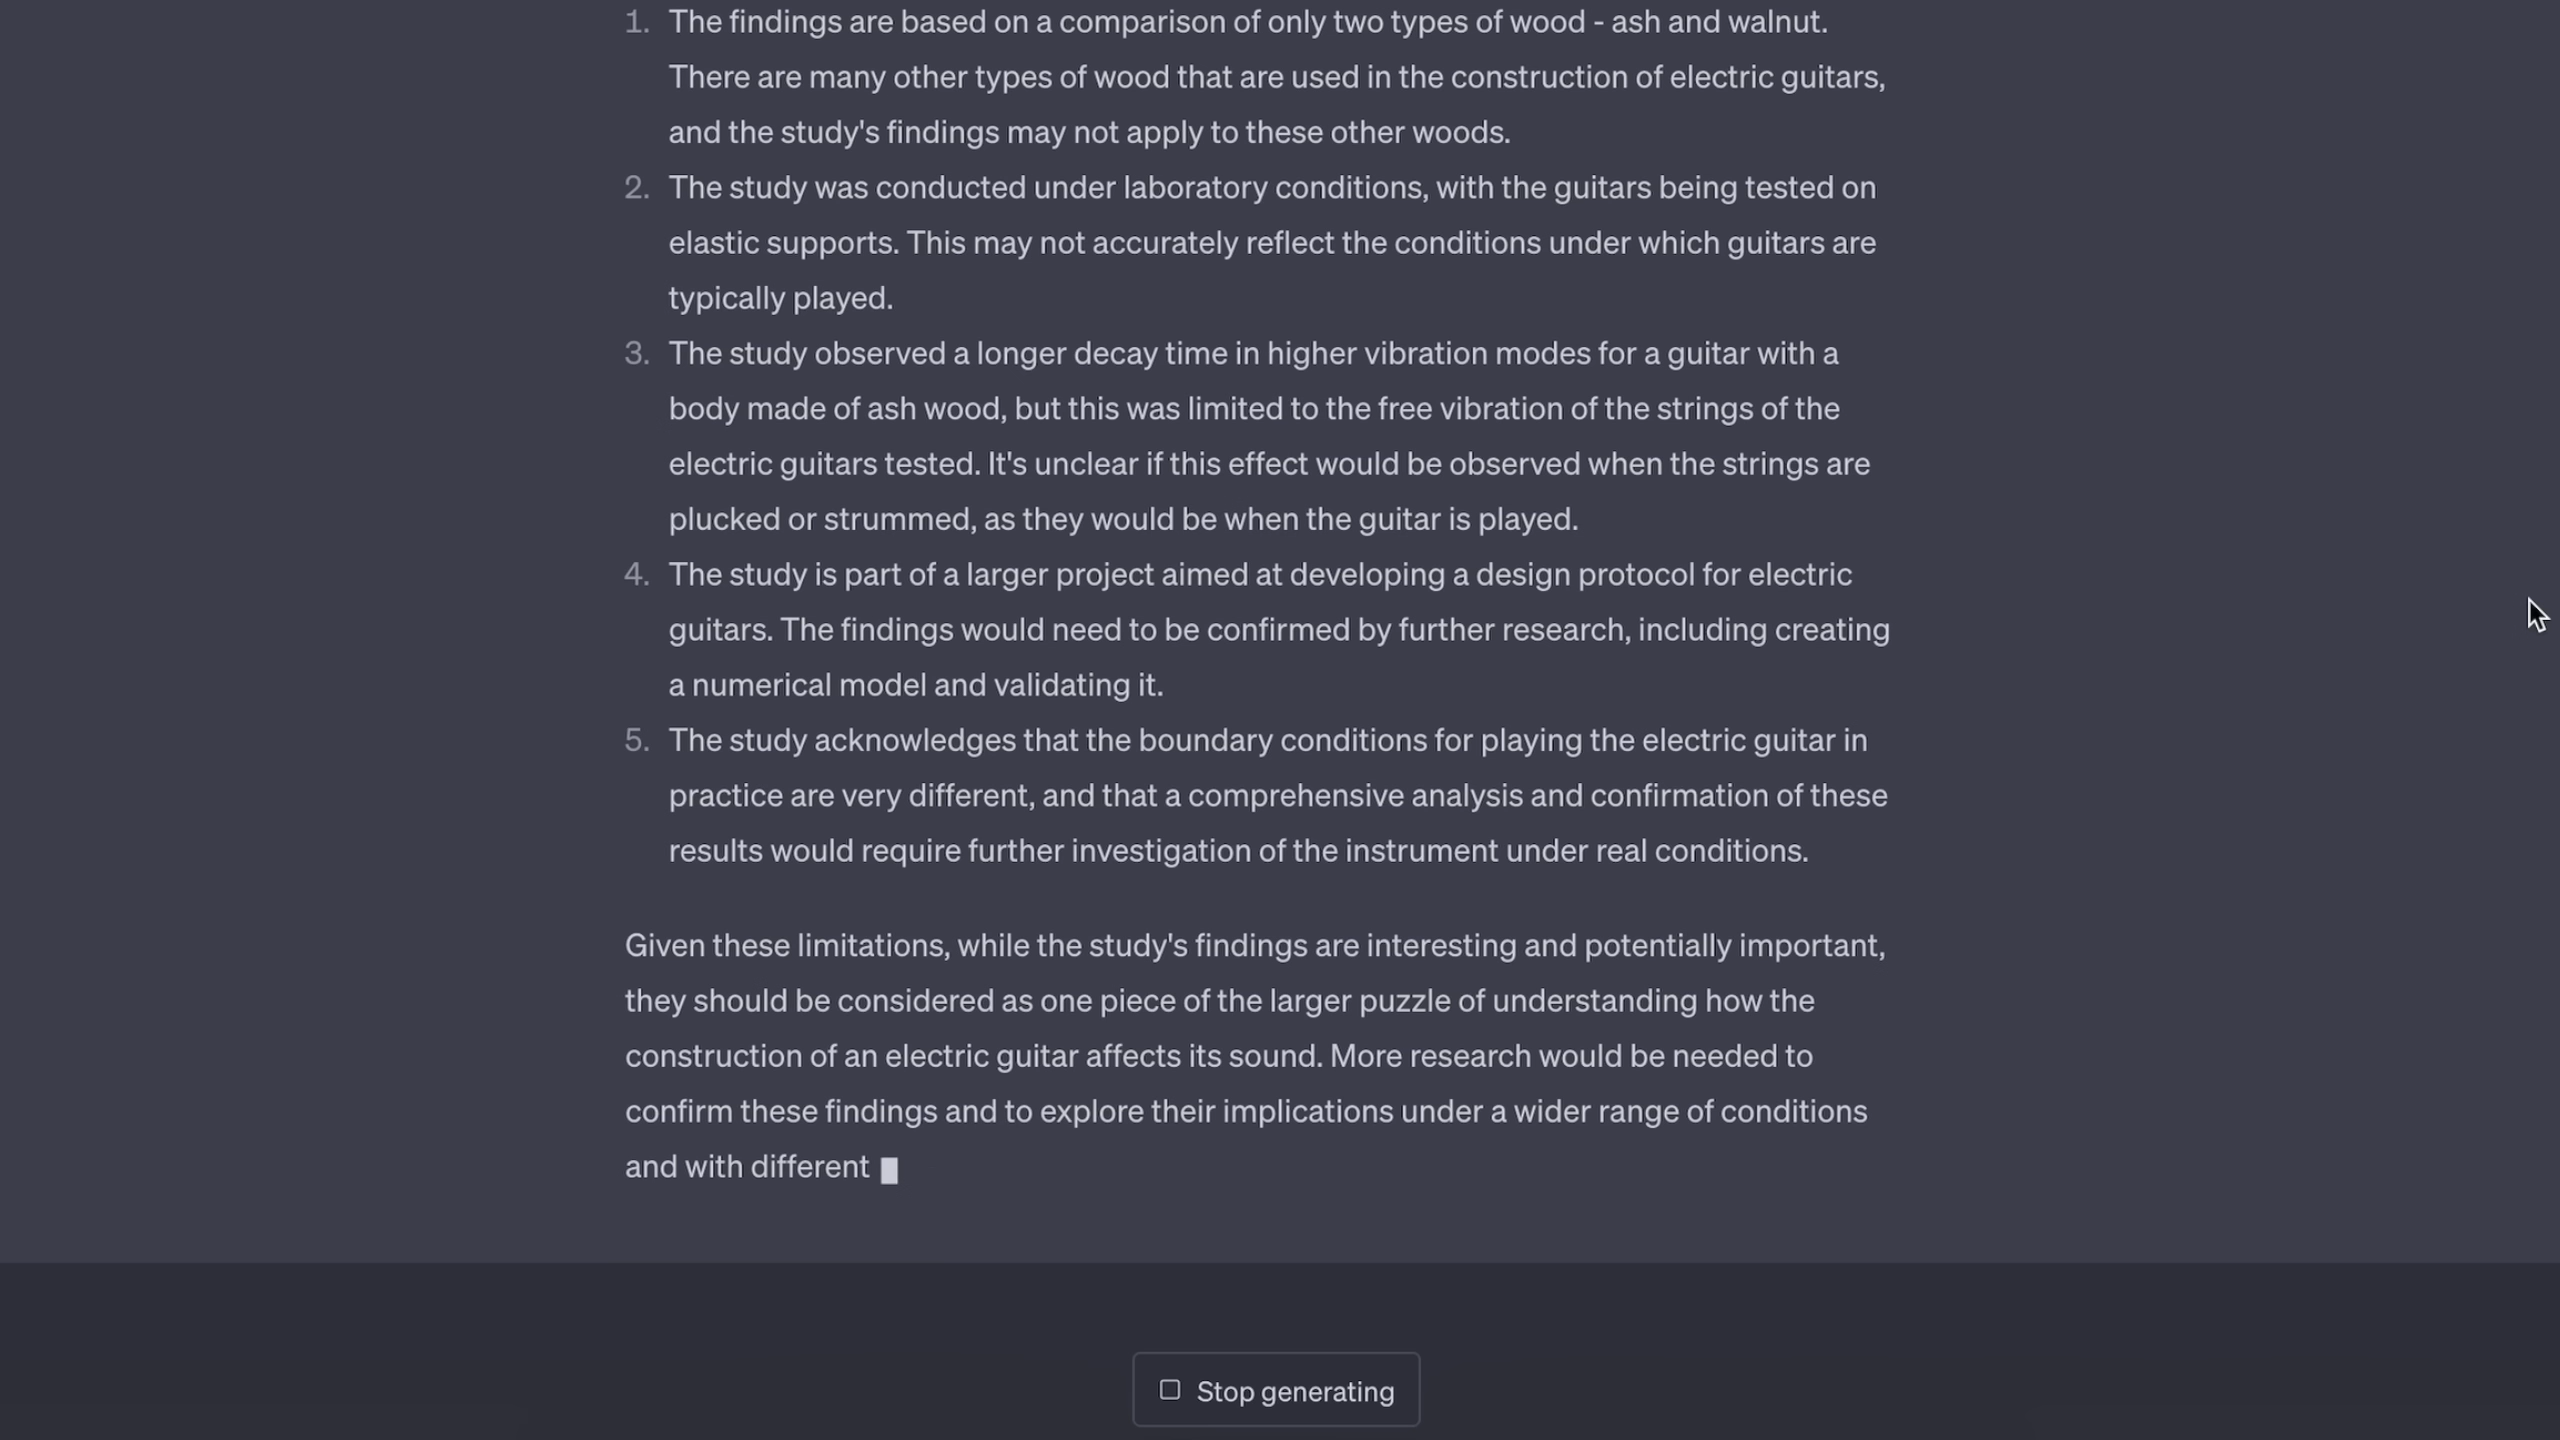 1. The findings are based on a comparison of only two types of wood - ash and walnut.
There are many other types of wood that are used in the construction of electric guitars,
and the study's findings may not apply to these other woods.
2. The study was conducted under laboratory conditions, with the guitars being tested on
elastic supports. This may not accurately reflect the conditions under which guitars are
typically played.
3. The study observed a longer decay time in higher vibration modes for a guitar with a
body made of ash wood, but this was limited to the free vibration of the strings of the
electric guitars tested. It's unclear if this effect would be observed when the strings are
plucked or strummed, as they would be when the guitar is played.
4. The study is part of a larger project aimed at developing a design protocol for electric
guitars. The findings would need to be confirmed by further research, including creating
a numerical model and validating it.
5. The study acknowledges that the boundary conditions for playing the electric guitar in
practice are very different, and that a comprehensive analysis and confirmation of these
results would require further investigation of the instrument under real conditions.
Given these limitations, while the study's findings are interesting and potentially important,
they should be considered as one piece of the larger puzzle of understanding how the
construction of an electric guitar affects its sound. More research would be needed to
confirm these findings and to explore their implications under a wider range of conditions
and with different
Stop generating